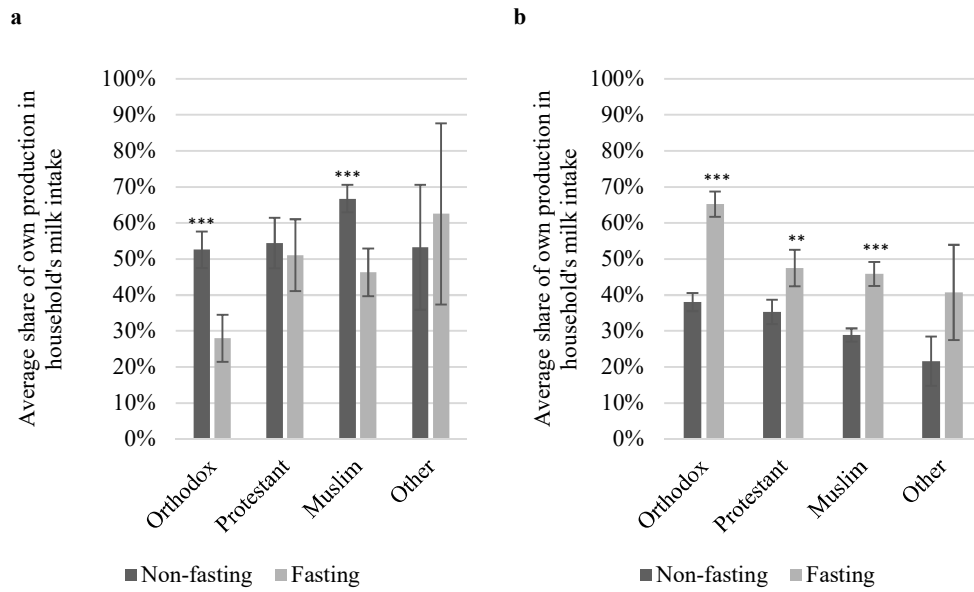 a
Average share of own production in
household's milk intake
100%
90%
80%
70%
60%
50%
40%
30%
20%
10%
0%
***
***
Orthodox
Protestant
Muslim
Other
Non-fasting Fasting
b
Average share of own production in
household's milk intake
100%
90%
80%
70%
60%
50%
40%
30%
20%
10%
0%
***
**
***
Orthodox
Protestant
Muslim
Other
Non-fasting Fasting